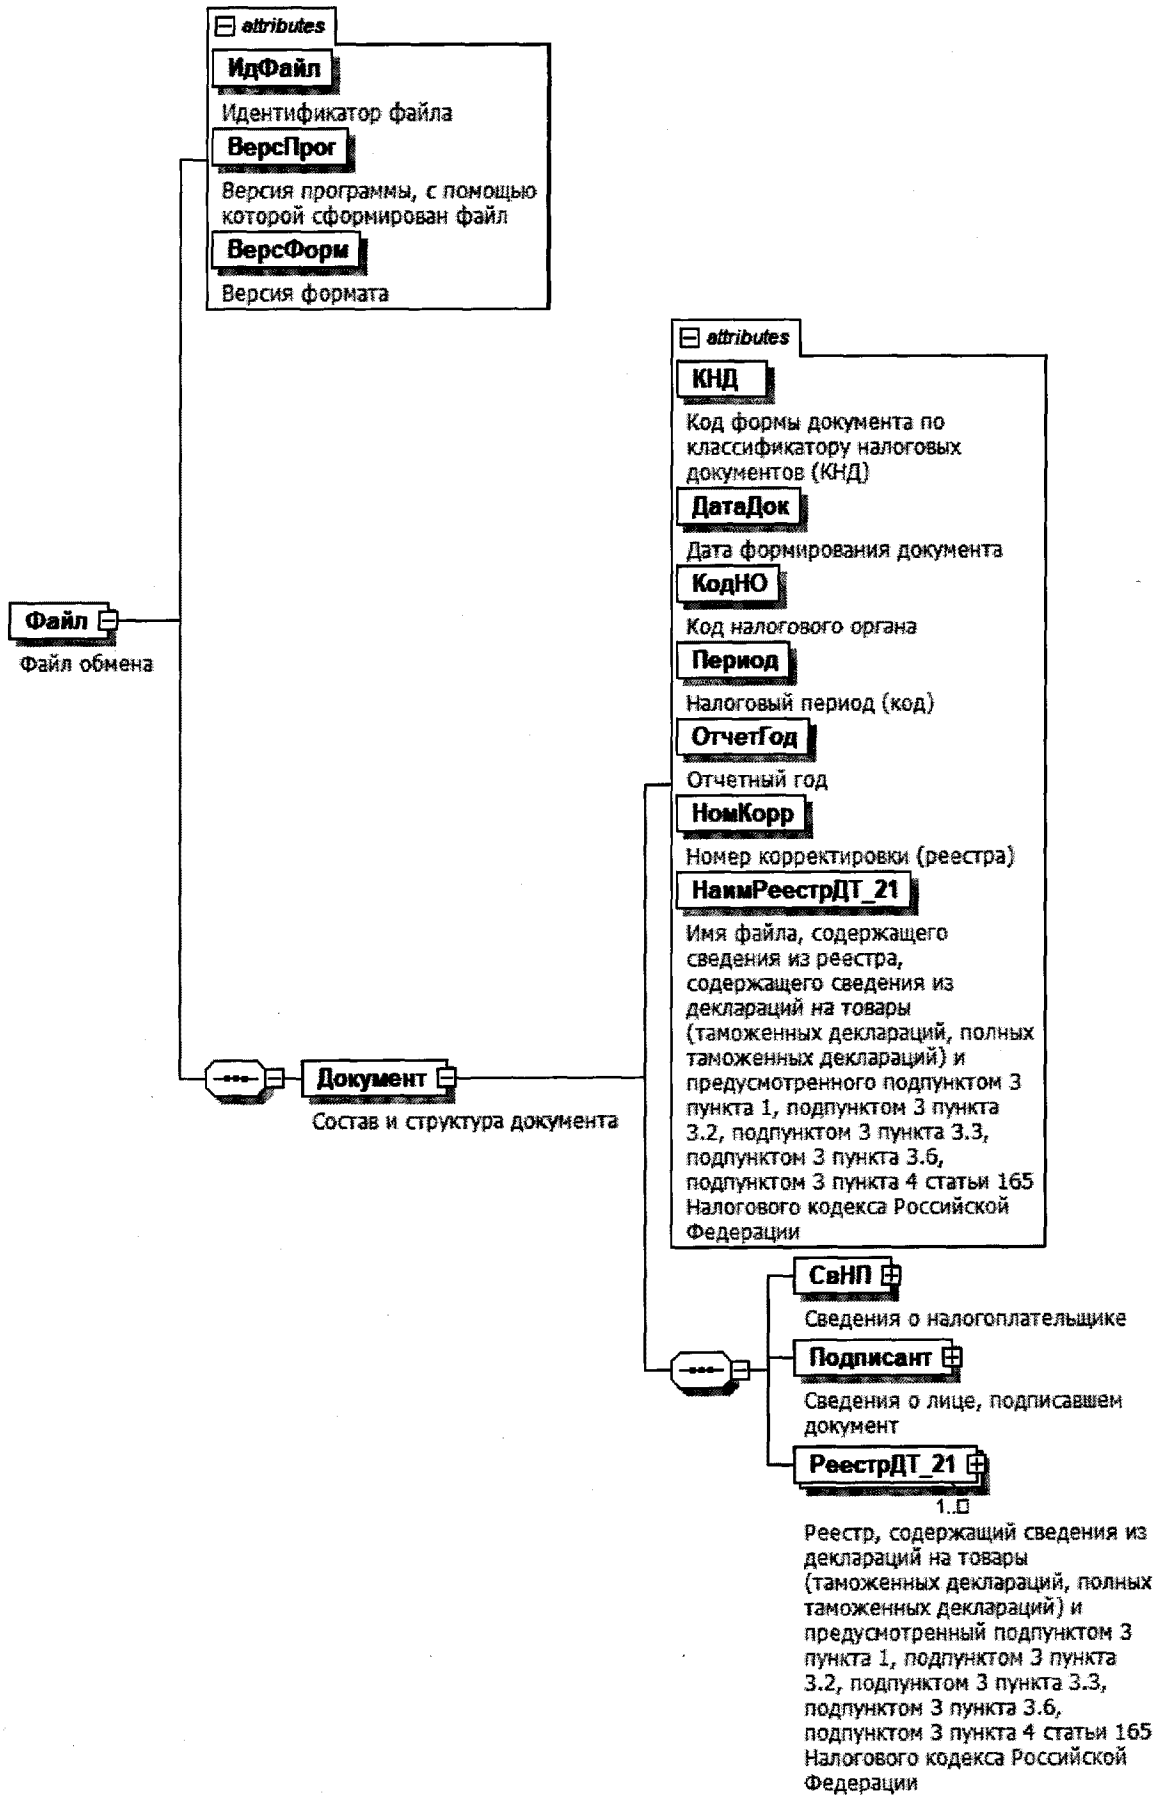 attributes
ИдФайл
Идентификатор файла
ВерсПрог
Версия программы, с помощью
которой сформирован файл
ВерсФорм
Версия формата
Файл
Файл обмена
attributes
КНД
Код формы документа по
классификатору налоговых
документов (КНД)
ДатаДок
Дата формирования документа
КодНО
Код налогового органа
Период
Налоговый период (код)
ОтчетГод
Отчетный год
НомКорр
Номер корректировки (реестра)
НаимРеестрДТ_21
Имя файла, содержащего
сведения из реестра,
содержащего сведения из
деклараций на товары
(таможенных деклараций, полных
таможенных деклараций) и
предусмотренного подпунктом 3
пункта 1, подпунктом 3 пункта
3.2, подпунктом 3 пункта 3.3,
подпунктом 3 пункта 3.6,
подпунктом 3 пункта 4 статьи 165
Налогового кодекса Российской
Федерации
Документ
Состав и структура документа
СвНП
Сведения о налогоплательщике
Подписант
Сведения о лице, подписавшем
документ
РеестрДТ_21
1..□
Реестр, содержащий сведения из
деклараций на товары
(таможенных деклараций, полных
таможенных деклараций) и
предусмотренный подпунктом 3
пункта 1, подпунктом 3 пункта
3.2, подпунктом 3 пункта 3.3,
подпунктом 3 пункта 3.6,
подпунктом 3 пункта 4 статьи 165
Налогового кодекса Российской
Федерации